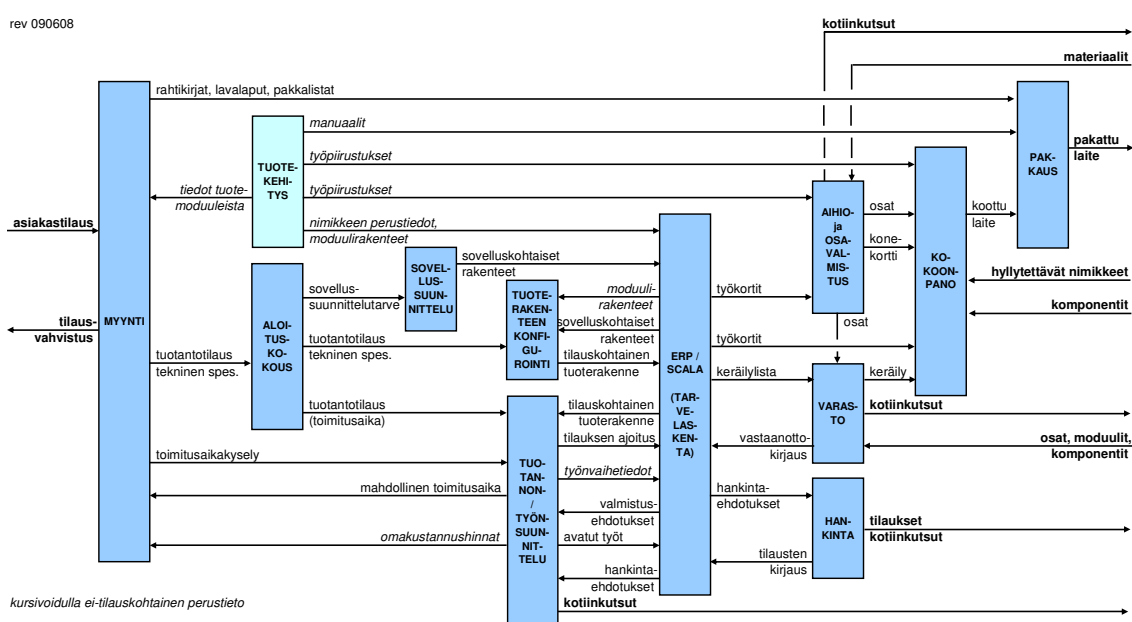 rev 090608
kotiinkutsut
materiaalit
rahtikirjat, lavalaput, pakkalistat
manuaalit
TUOTE-
KEHI-
TYS
työpiirustukset
PAK-
KAUS
pakattu
laite
tiedot tuote-
moduuleista
työpiirustukset
AIHIO-
ja
OSA-
VAL-
MIS-
TUS
osat
koottu
laite
asiakastilaus
nimikkeen perustiedot,
moduulirakenteet
kone-
kortti
KO-
KOON-
PANO
SOVEL-
LUS-
SUUN-
NITTELU
sovelluskohtaiset
rakenteet
hyllytettävät nimikkeet
sovellus-
suunnittelutarve
TUOTE-
RAKEN-
TEEN
KONFI-
GU-
ROINTI
moduuli-
rakenteet
työkortit
komponentit
tilaus-
vahvistus
MYYNTI
ALOI-
TUS-
KO-
KOUS
sovelluskohtaiset
rakenteet
osat
tuotantotilaus
tekninen spes.
tuotantotilaus
tekninen spes.
tilauskohtainen
tuoterakenne
ERP /
SCALA
(TAR-
VE-
LAS-
KEN-
TA)
työkortit
keräilylista
VARAS-
TO
keräily
tuotantotilaus
(toimitusaika)
tilauskohtainen
tuoterakenne
kotiinkutsut
tilauksen ajoitus
vastaanotto-
kirjaus
osat, moduulit,
komponentit
toimitusaikakysely
TUO-
TAN-
NON-
/
TYÖN-
SUUN-
NIT-
TELU
työnvaihetiedot
mahdollinen toimitusaika
valmistus-
ehdotukset
hankinta-
ehdotukset
HAN-
KINTA
tilaukset
kotiinkutsut
omakustannushinnat
avatut työt
tilausten
kirjaus
hankinta-
ehdotukset
kursivoidulla ei-tilauskohtainen perustieto
kotiinkutsut